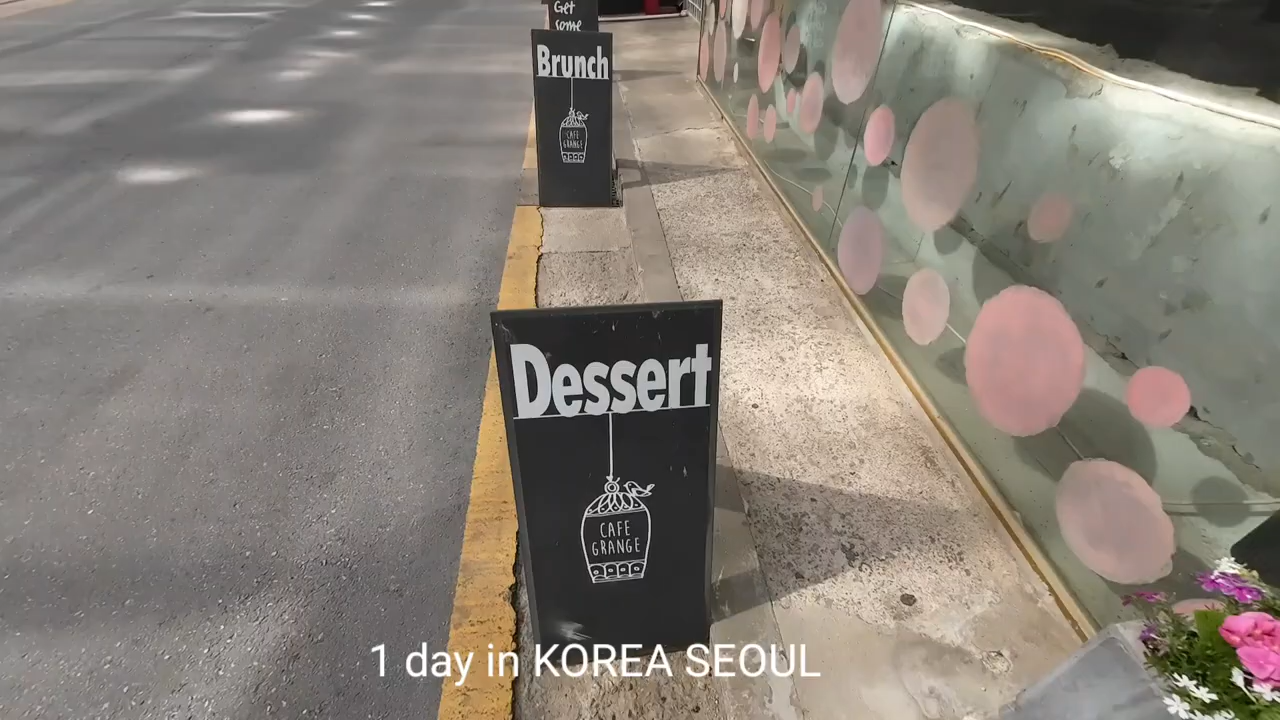 Get
some
Brunch
CAFE
GRANGE
Dessert
CAFE
GRANGE
1 day in KOREA SEOUL